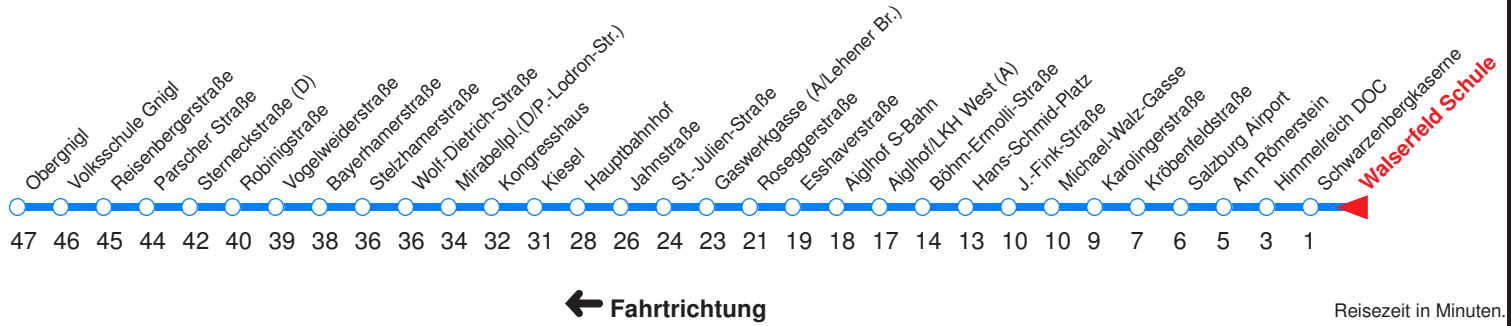 Obergnigl
Volksschule Gnigl
Reisenbergerstraße
Parscher Straße
Sterneckstraße (D)
Robinigstraße
Vogelweiderstraße
Bayerhamerstraße
Stelzhamerstraße
Wolf-Dietrich-Straße
Mirabellpl.(D/P.-Lodron-Str.)
Kongresshaus
Kiesel
Hauptbahnhof
Jahnstraße
St.-Julien-Straße
Gaswerkgasse (A/Lehener Br.)
Roseggerstraße
Esshaverstraße
Aiglhof S-Bahn
Aiglhof/LKH West (A)
Böhm-Ermolli-Straße
Hans-Schmid-Platz
J.-Fink-Straße
Michael-Walz-Gasse
Karolingerstraße
Kröbenfeldstraße
Salzburg Airport
Am Römerstein
Himmelreich DOC
Schwarzenbergkaserne
Walserfeld Schule
47 46 45 44 42 40 39 38 36 36 34 32 31 28 26 24 23 21 19 18 17 14 13 10 10 9 7 6 5 3 1
Fahrtrichtung
Reisezeit in Minuten.